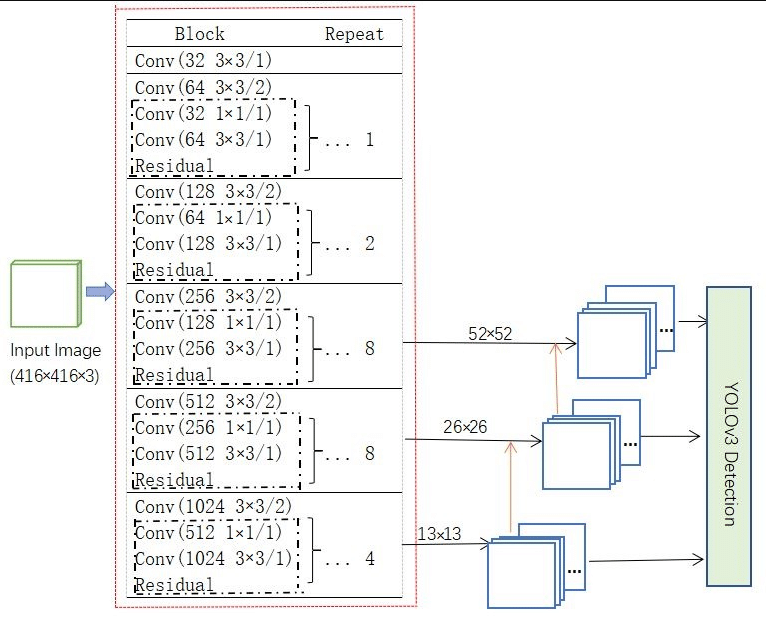 Block Repeat
Conv(32 3×3/1)
Conv(64 3×3/2)
Conv(32 1×1/1)
Conv(64 3×3/1) ... 1
Residual
Conv(128 3×3/2)
Conv(64 1×1/1)
Conv(128 3×3/1) ... 2
Residual
Conv(256 3×3/2)
Conv(128 1×1/1)
Conv(256 3×3/1) ... 8
Residual
Conv(512 3×3/2)
Conv(256 1×1/1)
Conv(512 3×3/1) ... 8
Residual
Conv(1024 3×3/2)
Conv(512 1×1/1)
Conv(1024 3×3/1) ... 4
Residual
Input Image
(416×416×3)
52×52
...
26×26
...
13×13
...
YOLOv3 Detection